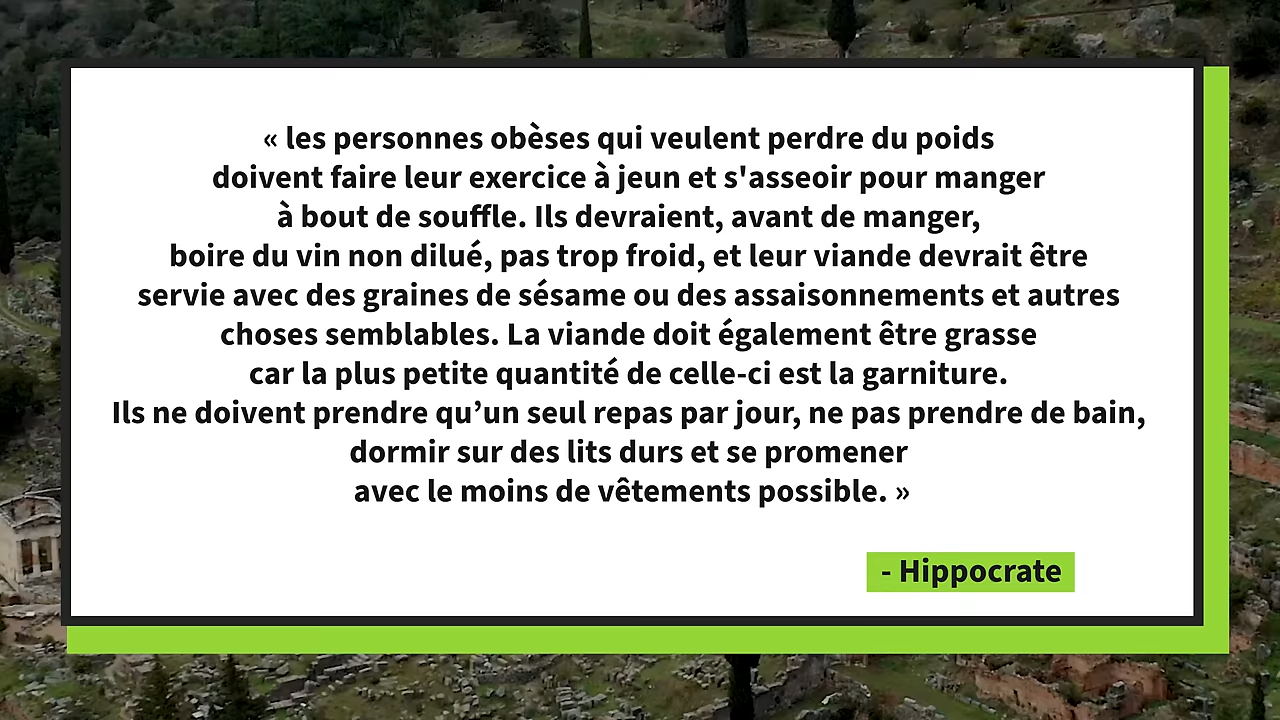 « les personnes obèses qui veulent perdre du poids
doivent faire leur exercice à jeun et s'asseoir pour manger
à bout de souffle. Ils devraient, avant de manger,
boire du vin non dilué, pas trop froid, et leur viande devrait être
servie avec des graines de sésame ou des assaisonnements et autres
choses semblables. La viande doit également être grasse
car la plus petite quantité de celle-ci est la garniture.
Ils ne doivent prendre qu’un seul repas par jour, ne pas prendre de bain,
dormir sur des lits durs et se promener
avec le moins de vêtements possible. »
- Hippocrate